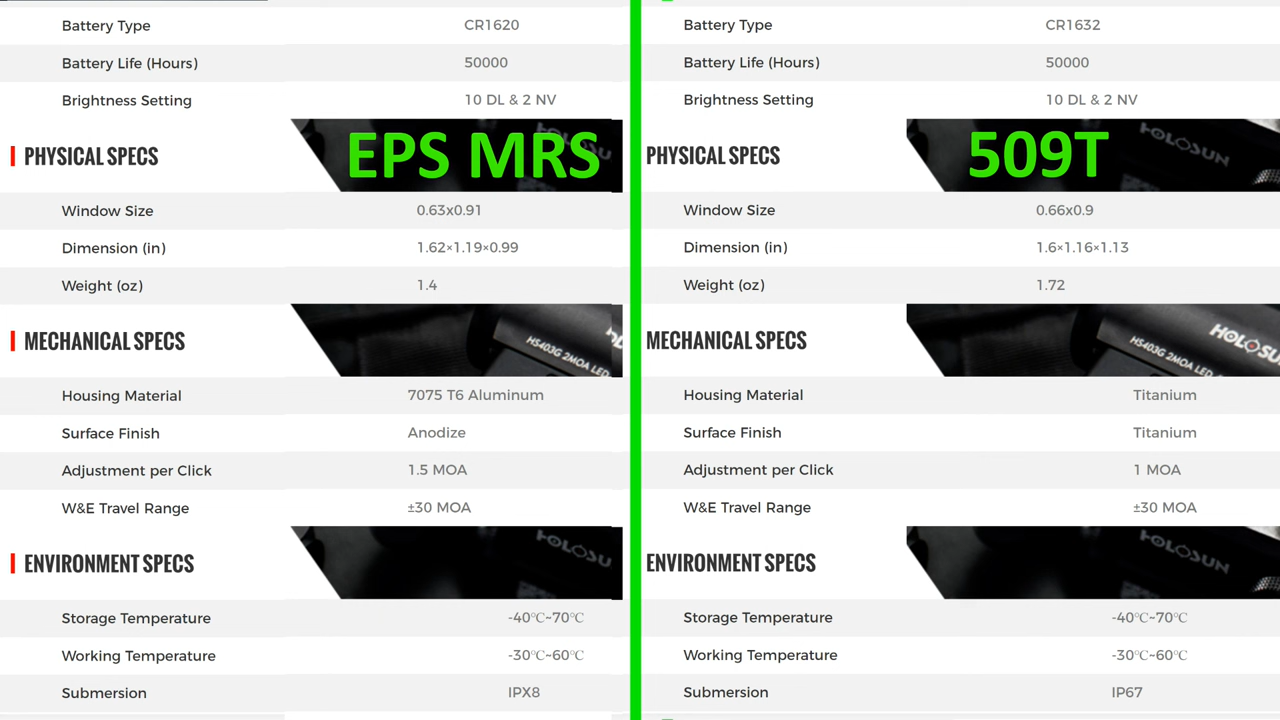 Battery Type CR1620
Battery Life (Hours) 50000
Brightness Setting 10 DL & 2 NV
PHYSICAL SPECS EPS MRS
Window Size 0.63x0.91
Dimension (in) 1.62×1.19×0.99
Weight (oz) 1.4
MECHANICAL SPECS
HS403G 2MOA LED
Housing Material 7075 T6 Aluminum
Surface Finish Anodize
Adjustment per Click 1.5 MOA
W&E Travel Range ±30 MOA
ENVIRONMENT SPECS HOLOSU
Storage Temperature -40℃~70℃
Working Temperature -30℃~60℃
Submersion IPX8
Battery Type CR1632
Battery Life (Hours) 50000
Brightness Setting 10 DL & 2 NV
PHYSICAL SPECS 509T HOLOSUN
Window Size 0.66x0.9
Dimension (in) 1.6×1.16×1.13
Weight (oz) 1.72
MECHANICAL SPECS HOLOSU
HS403G 2MOA LED
Housing Material Titanium
Surface Finish Titanium
Adjustment per Click 1 MOA
W&E Travel Range ±30 MOA
ENVIRONMENT SPECS HOLOSUN
Storage Temperature -40℃~70℃
Working Temperature -30℃~60℃
Submersion IP67